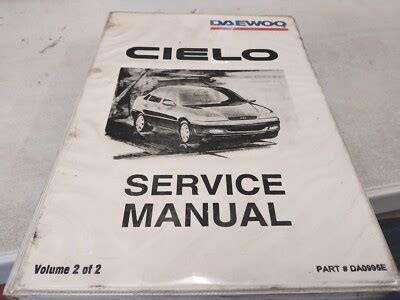 DAEWOO
CIELO
SERVICE
MANUAL
Volume 2 of 2
PART # DA0995E